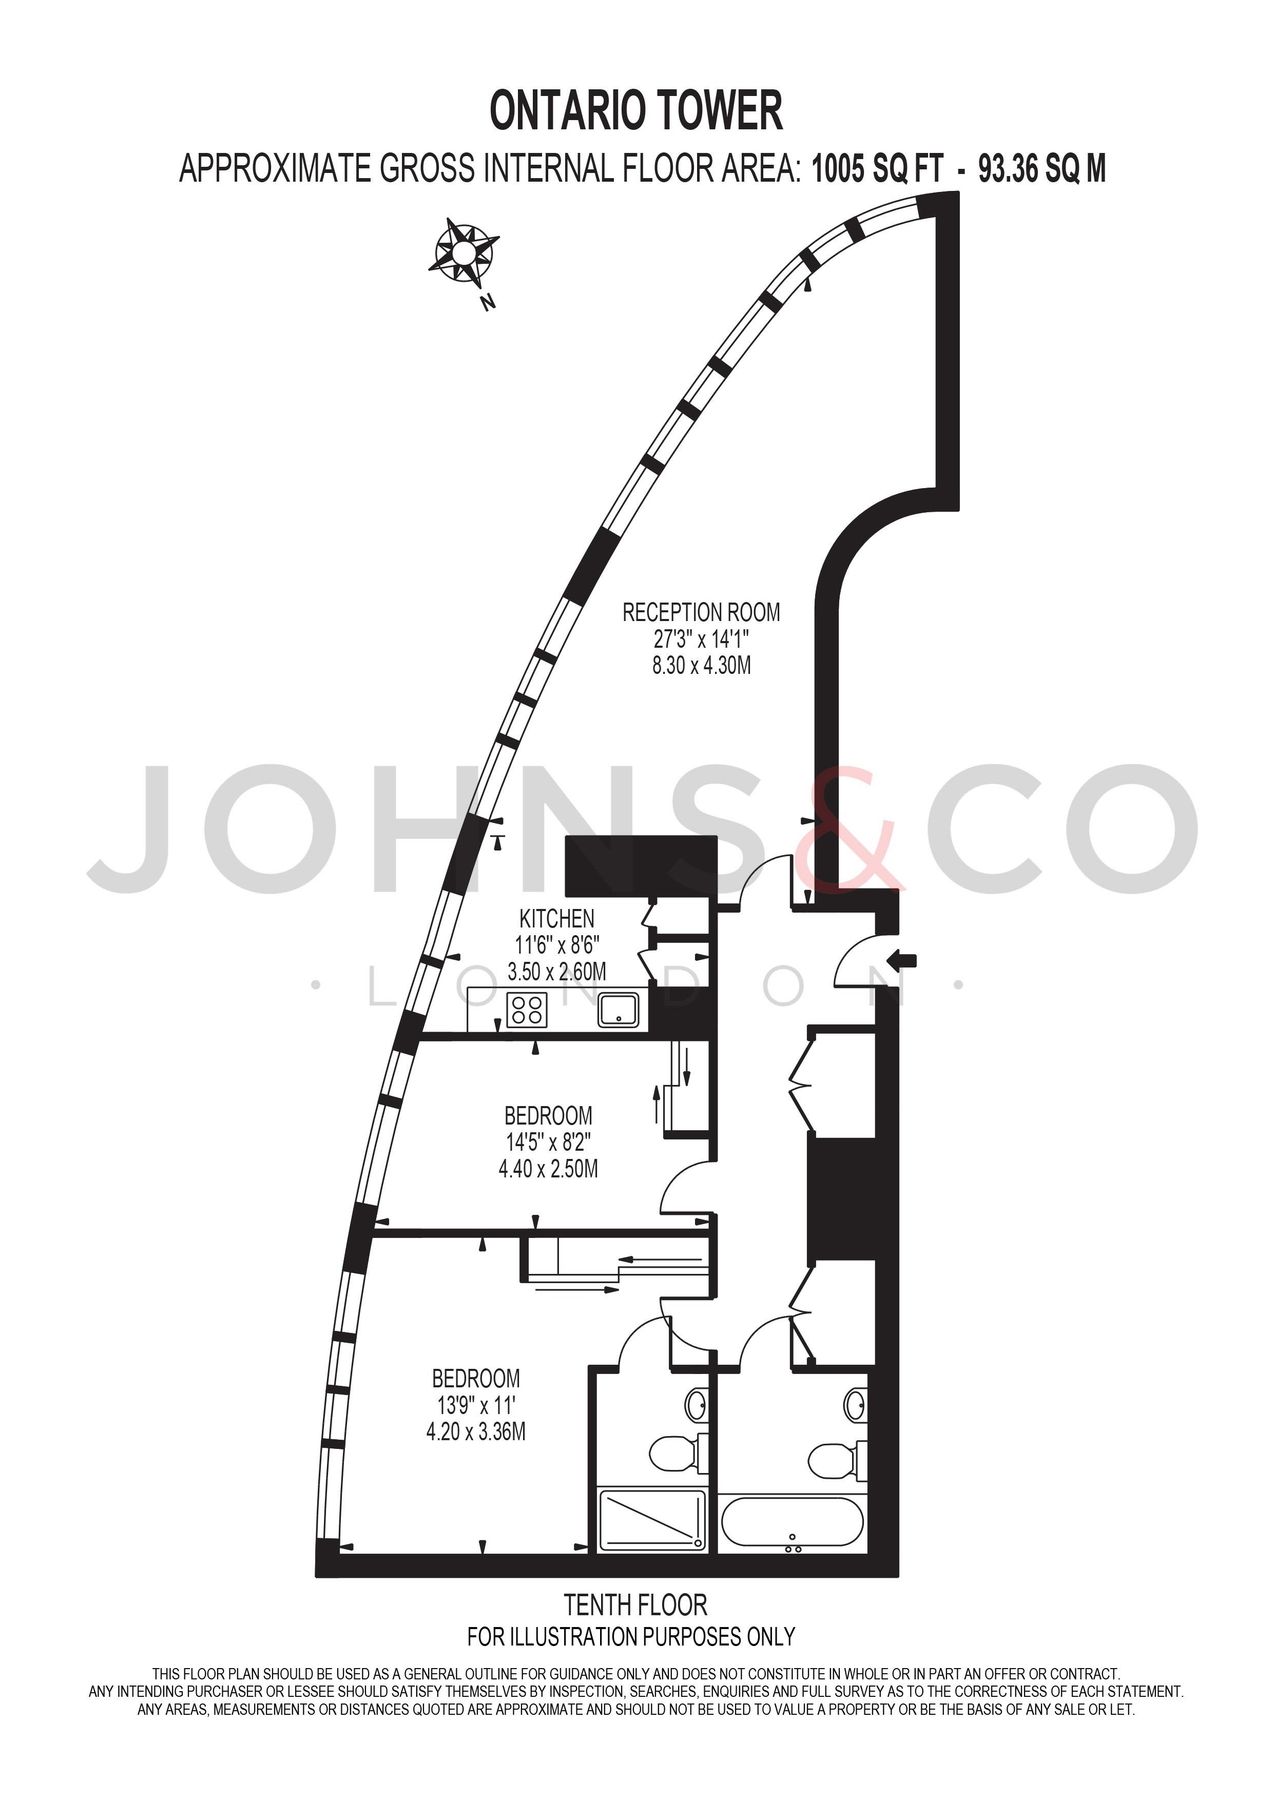 ONTARIO TOWER
APPROXIMATE GROSS INTERNAL FLOOR AREA: 1005 SQ FT - 93.36 SQ M
N
RECEPTION ROOM
27'3" x 14'1"
8.30 x 4.30M
JOHNS&CO
KITCHEN
11'6" x 8'6"
3.50 x 2.60M
· LONDON ·
BEDROOM
14'5" x 8'2"
4.40 x 2.50M
BEDROOM
13'9" x 11'
4.20 x 3.36M
TENTH FLOOR
FOR ILLUSTRATION PURPOSES ONLY
THIS FLOOR PLAN SHOULD BE USED AS A GENERAL OUTLINE FOR GUIDANCE ONLY AND DOES NOT CONSTITUTE IN WHOLE OR IN PART AN OFFER OR CONTRACT.
ANY INTENDING PURCHASER OR LESSEE SHOULD SATISFY THEMSELVES BY INSPECTION, SEARCHES, ENQUIRIES AND FULL SURVEY AS TO THE CORRECTNESS OF EACH STATEMENT.
ANY AREAS, MEASUREMENTS OR DISTANCES QUOTED ARE APPROXIMATE AND SHOULD NOT BE USED TO VALUE A PROPERTY OR BE THE BASIS OF ANY SALE OR LET.